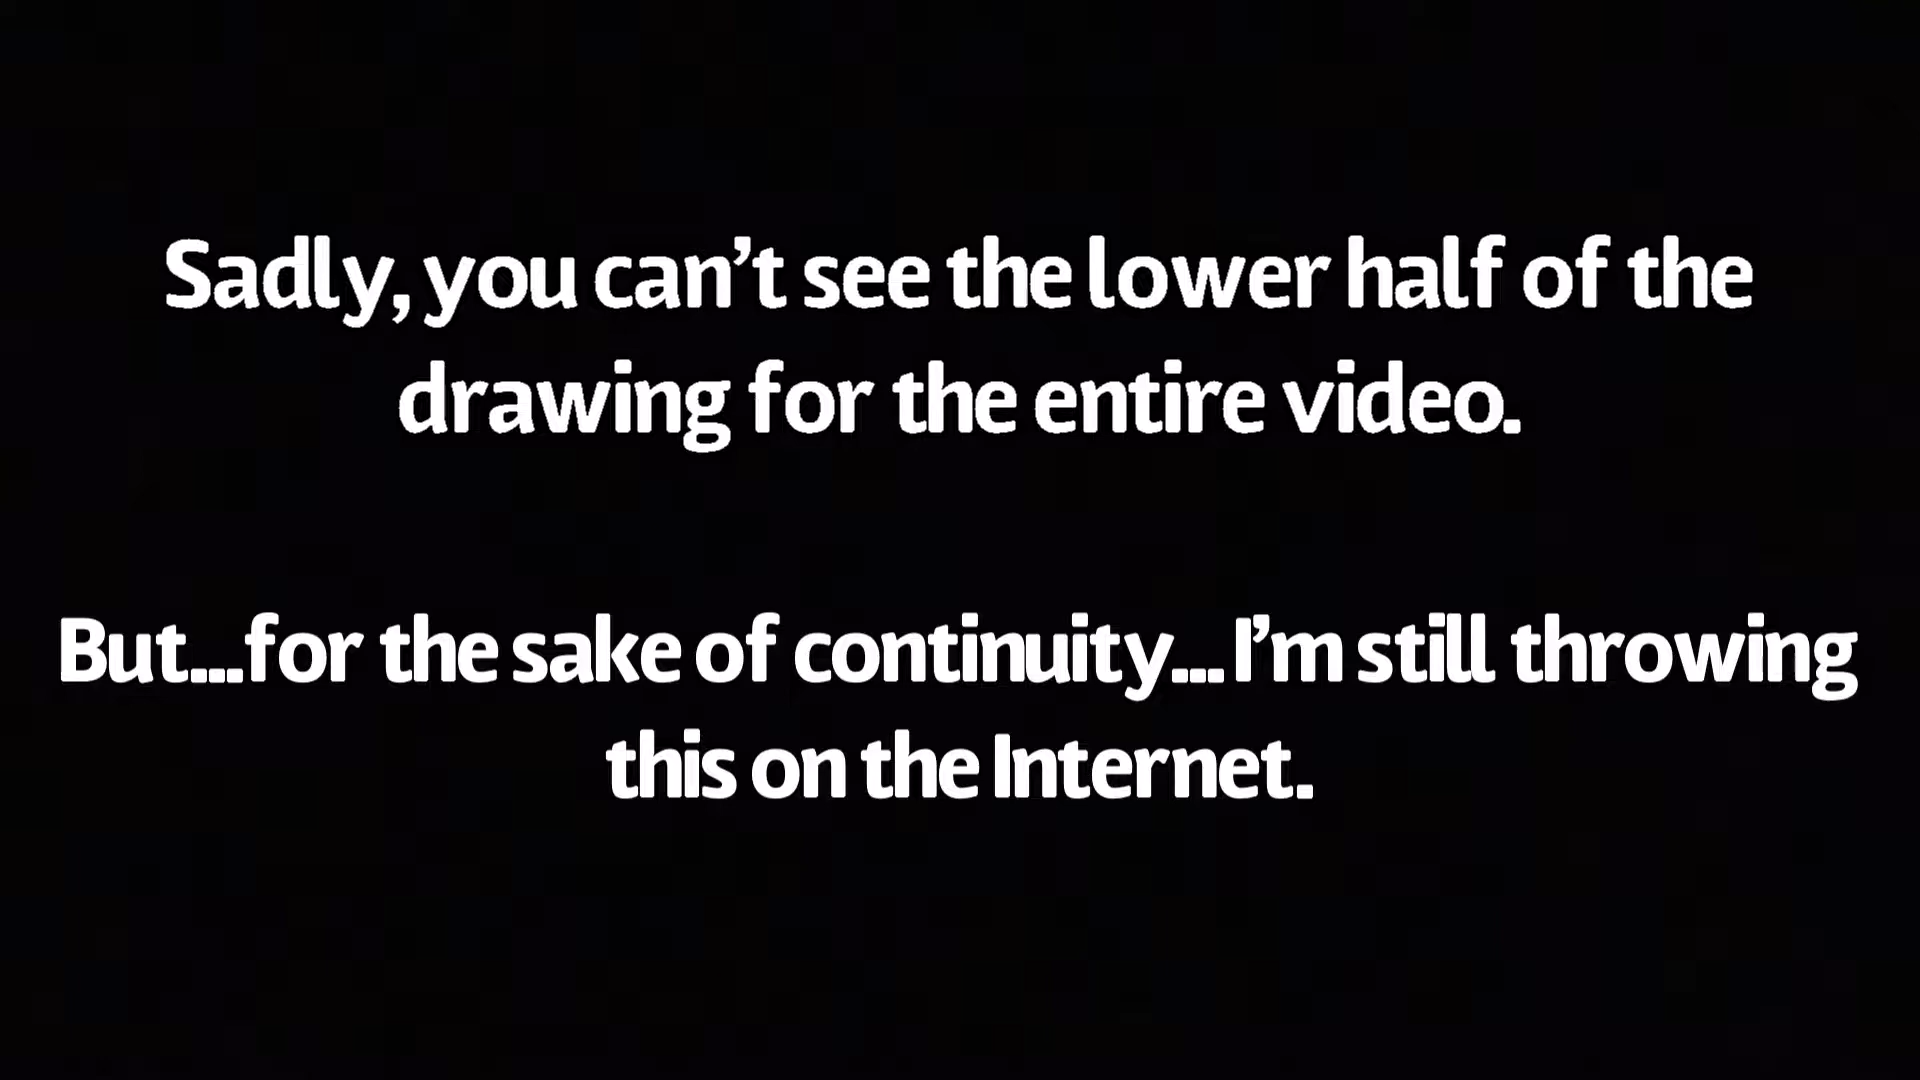 Sadly, you can’t see the lower half of the
drawing for the entire video.
But...for the sake of continuity...I’m still throwing
this on the Internet.